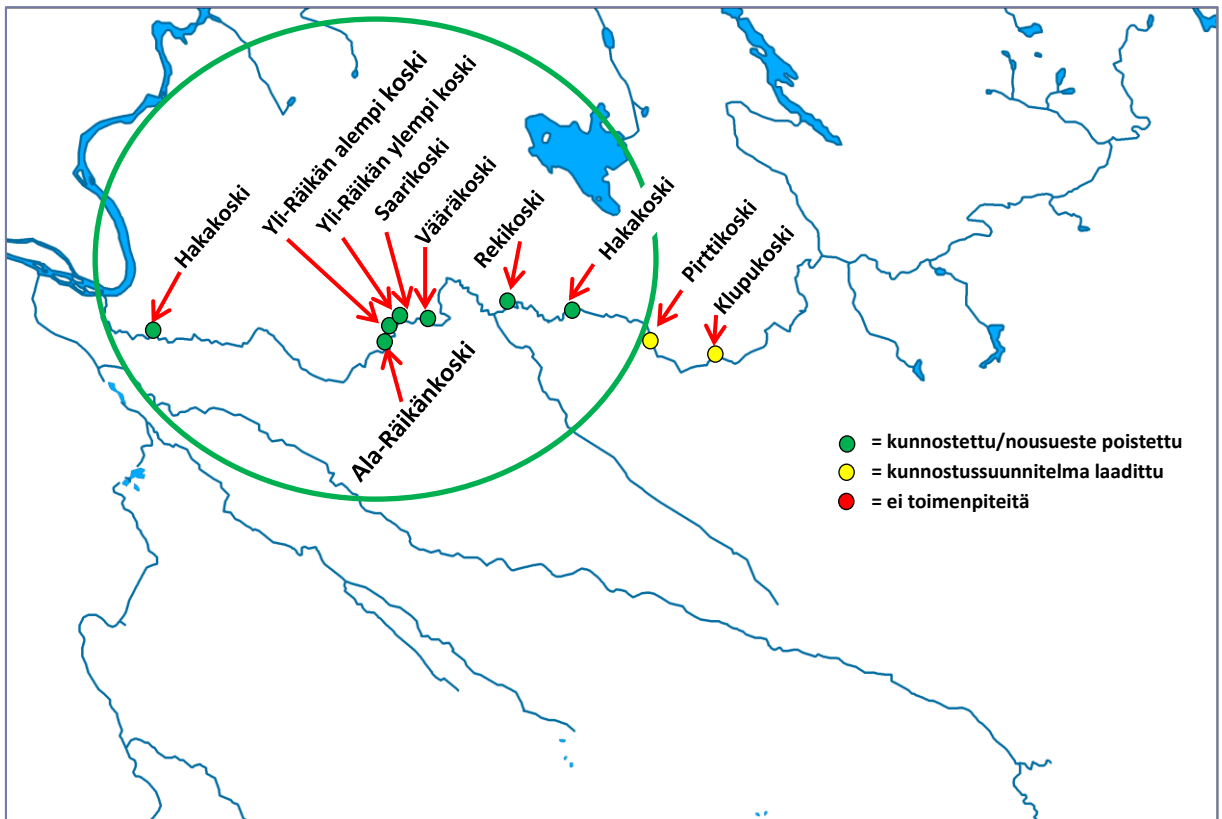 Hakakoski
Yli-Räikän alempi koski
Yli-Räikän ylempi koski
Saarikoski
Vääräkoski
Rekikoski
Hakakoski
Pirttikoski
Klupukoski
Ala-Räikänkoski
= kunnostettu/nousueste poistettu
= kunnostussuunnitelma laadittu
= ei toimenpiteitä